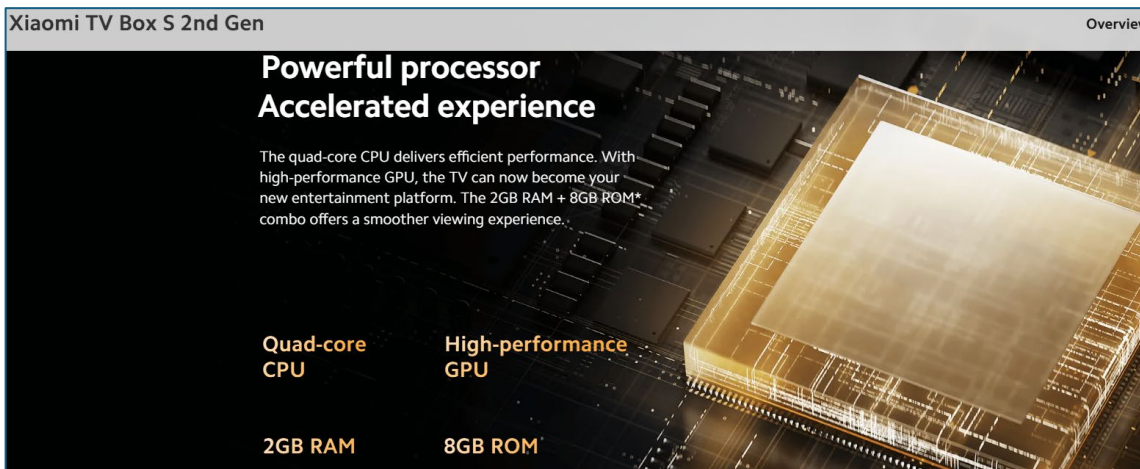 Xiaomi TV Box S 2nd Gen
Overview
Powerful processor
Accelerated experience
The quad-core CPU delivers efficient performance. With
high-performance GPU, the TV can now become your
new entertainment platform. The 2GB RAM + 8GB ROM*
combo offers a smoother viewing experience.
Quad-core
CPU
High-performance
GPU
2GB RAM
8GB ROM